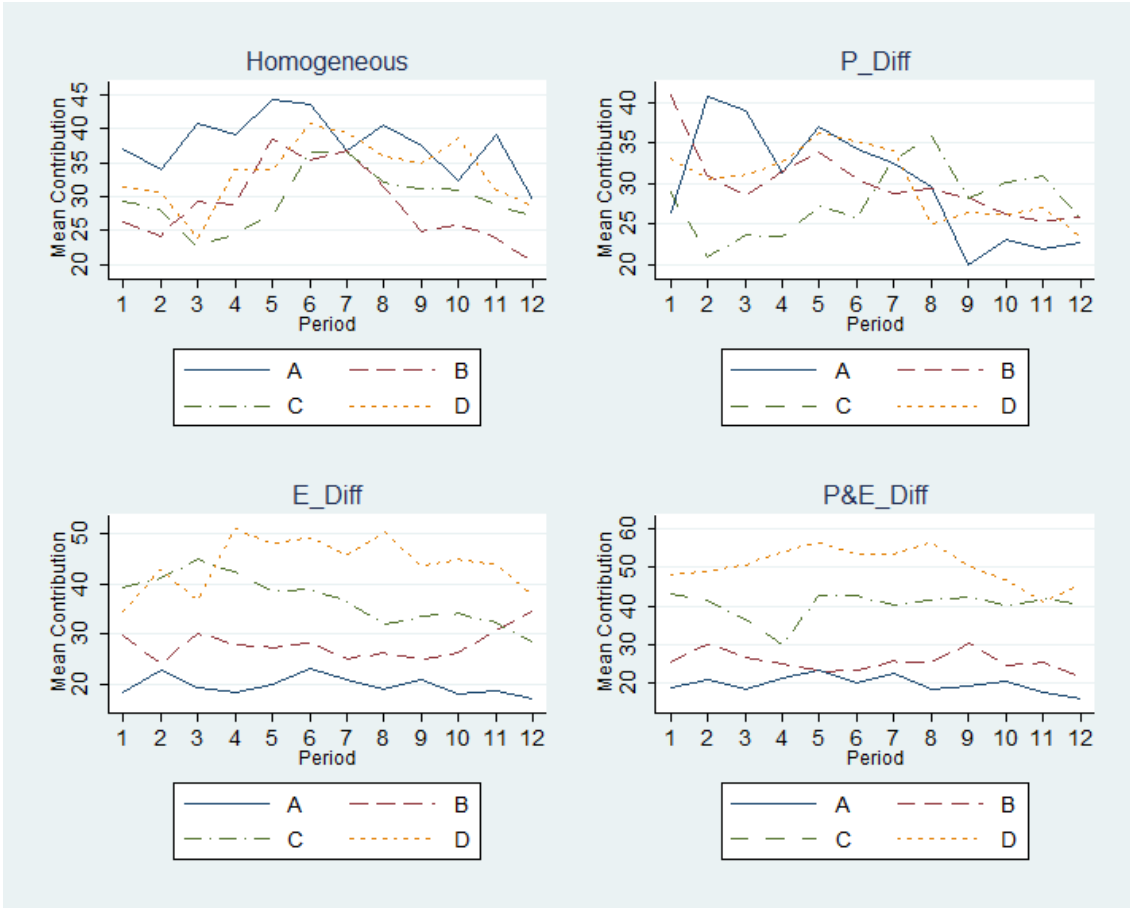 Homogeneous
Mean Contribution
45
40
35
30
25
20
1 2 3 4 5 6 7 8 9 10 11 12
Period
A B
C D
P_Diff
Mean Contribution
40
35
30
25
20
1 2 3 4 5 6 7 8 9 10 11 12
Period
A B
C D
E_Diff
Mean Contribution
50
40
30
20
1 2 3 4 5 6 7 8 9 10 11 12
Period
A B
C D
P&E_Diff
Mean Contribution
60
50
40
30
20
1 2 3 4 5 6 7 8 9 10 11 12
Period
A B
C D